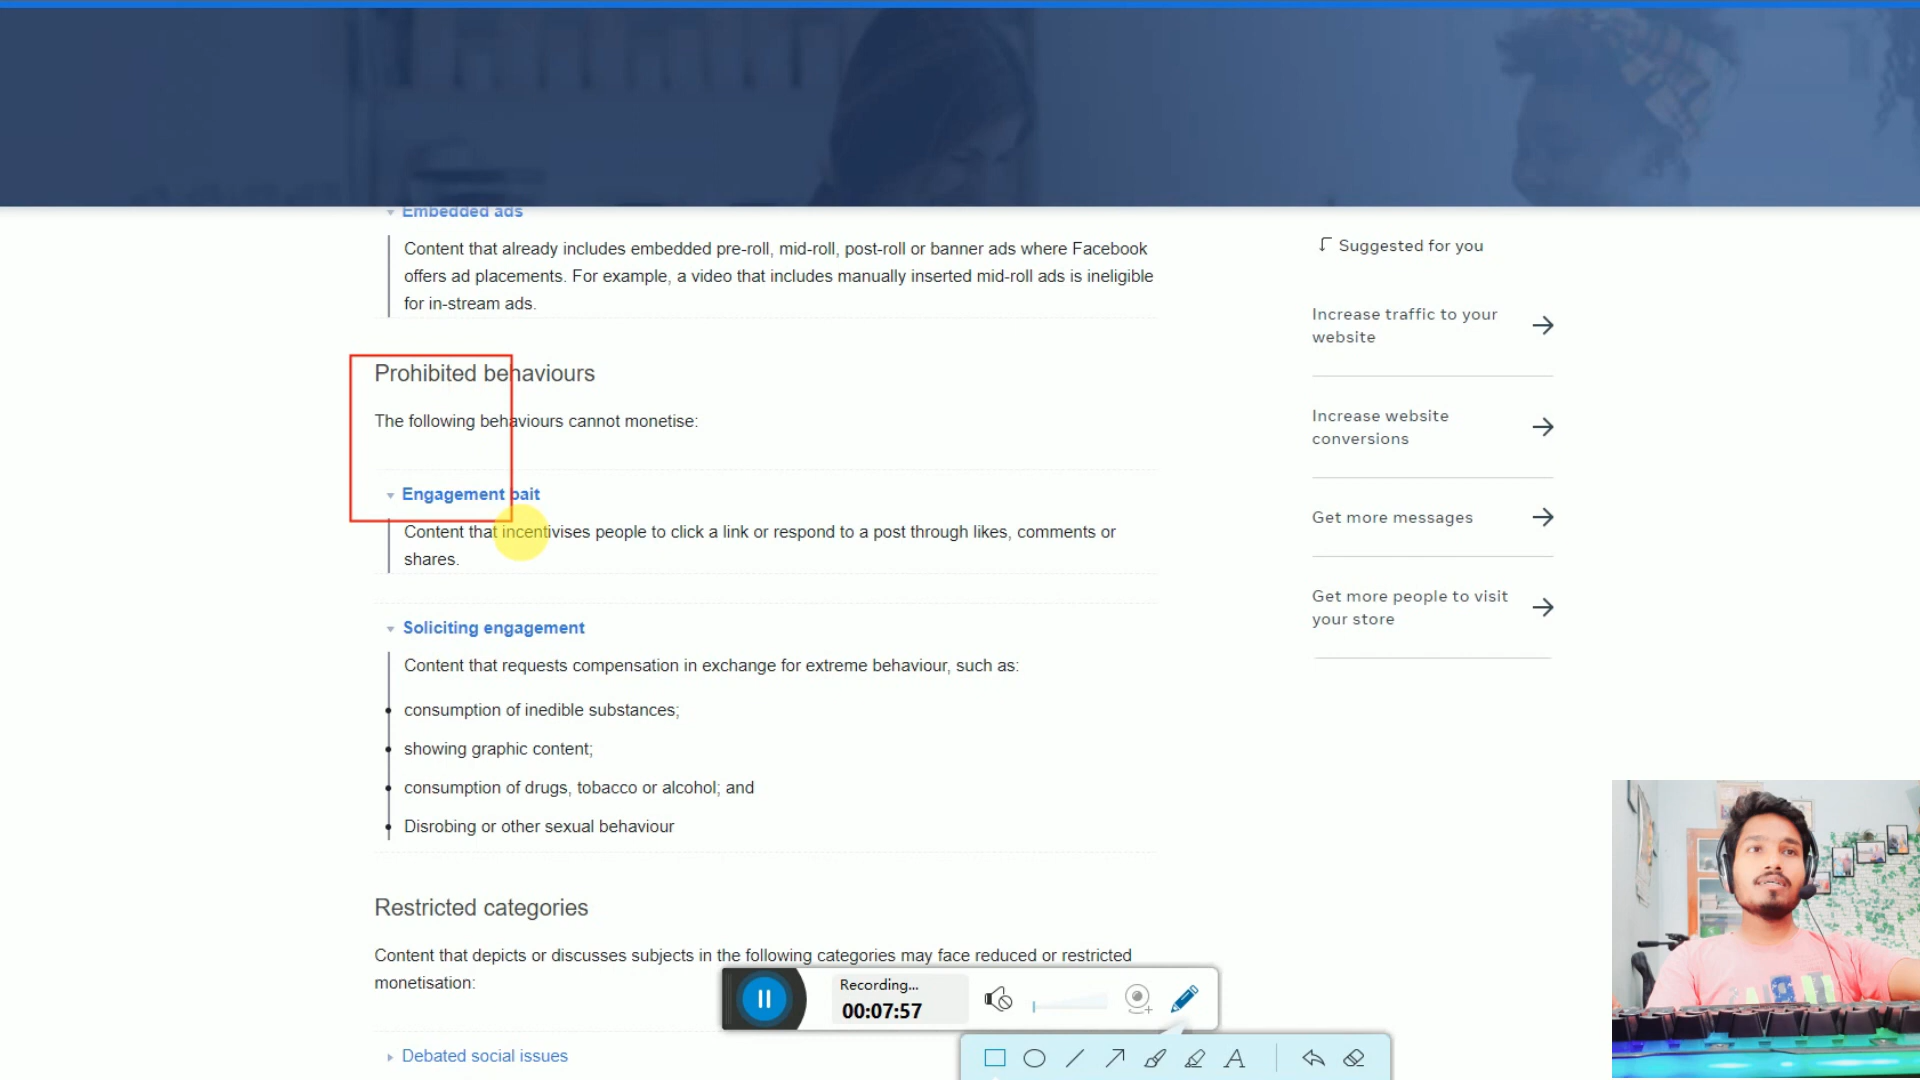 Embedded ads
Content that already includes embedded pre-roll, mid-roll, post-roll or banner ads where Facebook
offers ad placements. For example, a video that includes manually inserted mid-roll ads is ineligible
for in-stream ads.
Prohibited behaviours
The following behaviours cannot monetise:
Engagement bait
Content that incentivises people to click a link or respond to a post through likes, comments or
shares.
Soliciting engagement
Content that requests compensation in exchange for extreme behaviour, such as:
consumption of inedible substances;
showing graphic content;
consumption of drugs, tobacco or alcohol; and
Disrobing or other sexual behaviour
Restricted categories
Content that depicts or discusses subjects in the following categories may face reduced or restricted
monetisation:
Debated social issues
Suggested for you
Increase traffic to your
website
Increase website
conversions
Get more messages
Get more people to visit
your store
Recording...
00:07:57
A